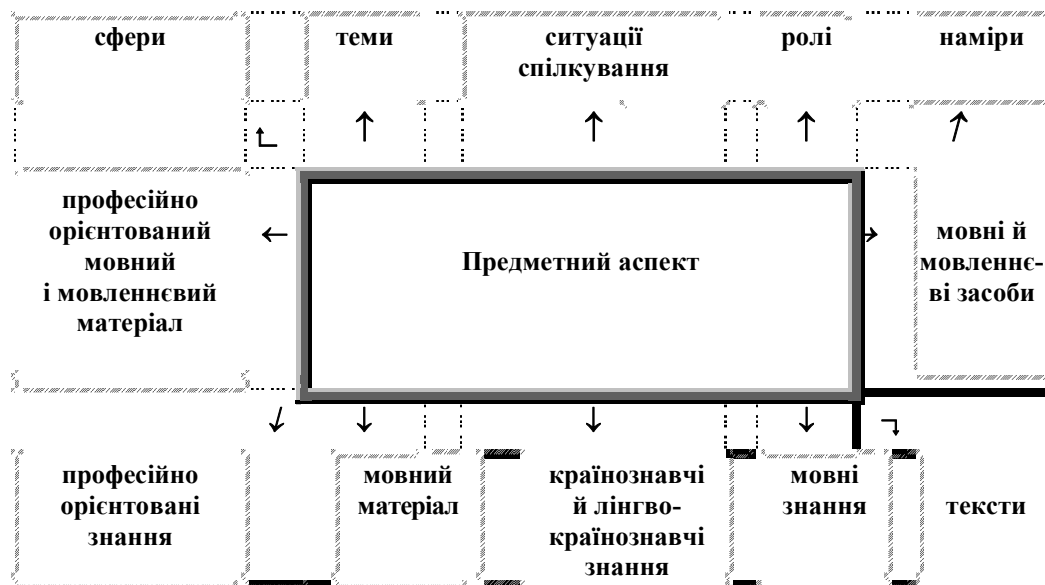 сфери
теми
ситуації
спілкування
ролі
наміри
професійно
орієнтований
мовний
і мовленнєвий
матеріал
Предметний аспект
мовні й
мовленнє-
ві засоби
професійно
орієнтовані
знання
мовний
матеріал
країнознавчі
й лінгво-
країнознавчі
знання
мовні
знання
тексти